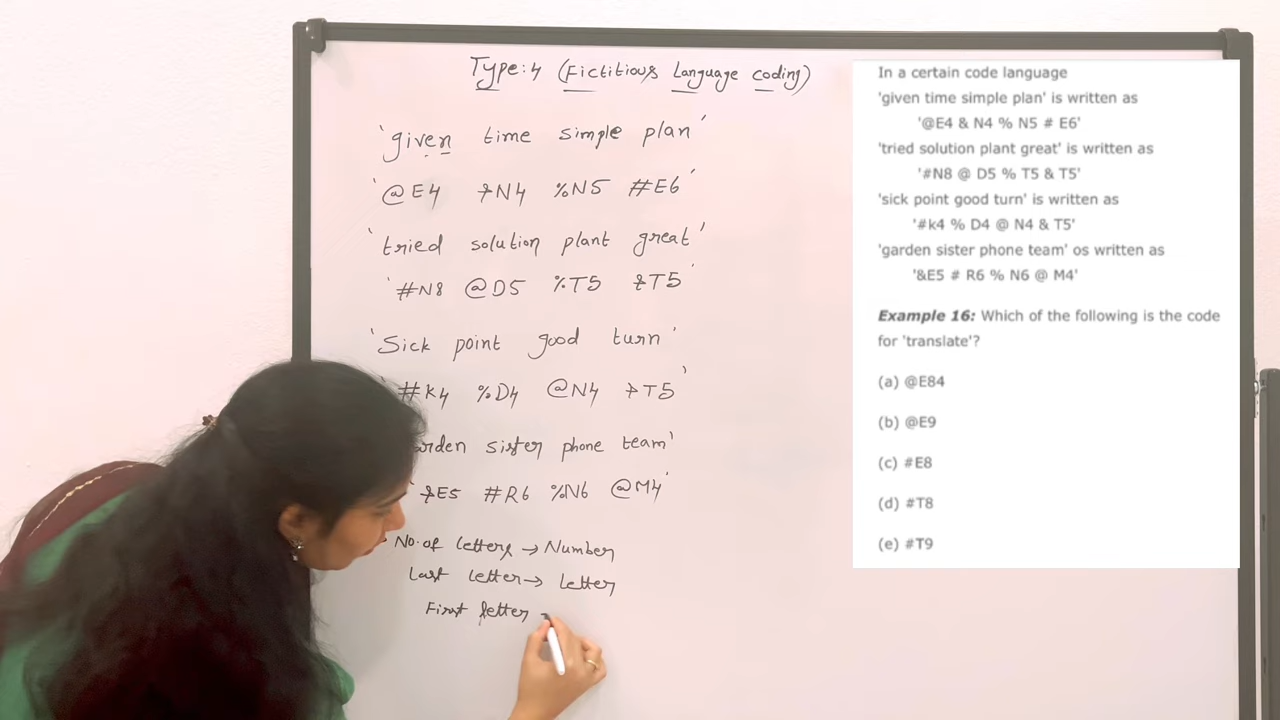 Type:4 (Fictitious Language coding)
'given time simple plan'
'@E4 &N4 %N5 #E6'
'tried solution plant great'
'#N8 @D5 %T5 &T5'
'Sick point good turn'
#K4 %D4 @N4 &T5'
arden sister phone team'
' &E5 #R6 %N6 @M4'
No. of letters → Number
Last letter → letter
First letter
In a certain code language
'given time simple plan' is written as
'@E4 & N4 % N5 # E6'
'tried solution plant great' is written as
'#N8 @ D5 % T5 & T5'
'sick point good turn' is written as
'#k4 % D4 @ N4 & T5'
'garden sister phone team' os written as
'&E5 # R6 % N6 @ M4'
Example 16: Which of the following is the code
for 'translate'?
(a) @E84
(b) @E9
(c) #E8
(d) #T8
(e) #T9